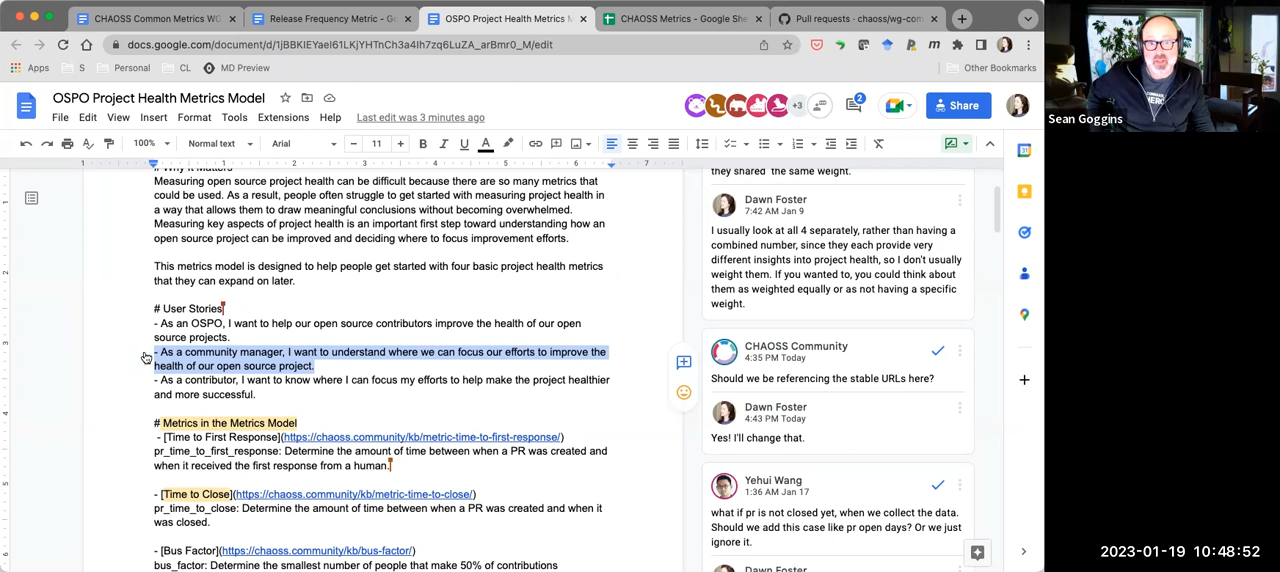 CHAOSS Common Metrics WG
Release Frequency Metric - Go
OSPO Project Health Metrics M
CHAOSS Metrics - Google She
Pull requests · chaoss/wg-com
docs.google.com/document/d/1jBBKIEYaeI61LKjYHTnCh3a4Ih7zq6LuZA_arBmr0_M/edit
Apps
S
Personal
CL
MD Preview
Other Bookmarks
OSPO Project Health Metrics Model
+3
2
Share
File Edit View Insert Format Tools Extensions Help
Last edit was 3 minutes ago
100%
Normal text
Arial
11
Sean Goggins
# Why it Matters
Measuring open source project health can be difficult because there are so many metrics that
could be used. As a result, people often struggle to get started with measuring project health in
a way that allows them to draw meaningful conclusions without becoming overwhelmed.
Measuring key aspects of project health is an important first step toward understanding how an
open source project can be improved and deciding where to focus improvement efforts.
This metrics model is designed to help people get started with four basic project health metrics
that they can expand on later.
# User Stories
- As an OSPO, I want to help our open source contributors improve the health of our open
source projects.
- As a community manager, I want to understand where we can focus our efforts to improve the
health of our open source project.
- As a contributor, I want to know where I can focus my efforts to help make the project healthier
and more successful.
# Metrics in the Metrics Model
- [Time to First Response](https://chaoss.community/kb/metric-time-to-first-response/)
pr_time_to_first_response: Determine the amount of time between when a PR was created and
when it received the first response from a human.
- [Time to Close](https://chaoss.community/kb/metric-time-to-close/)
pr_time_to_close: Determine the amount of time between when a PR was created and when it
was closed.
- [Bus Factor](https://chaoss.community/kb/bus-factor/)
bus_factor: Determine the smallest number of people that make 50% of contributions
they shared the same weight.
Dawn Foster
7:42 AM Jan 9
I usually look at all 4 separately, rather than having a
combined number, since they each provide very
different insights into project health, so I don't usually
weight them. If you wanted to, you could think about
them as weighted equally or as not having a specific
weight.
CHAOSS Community
4:35 PM Today
Should we be referencing the stable URLs here?
Dawn Foster
4:43 PM Today
Yes! I'll change that.
Yehui Wang
1:36 AM Jan 17
what if pr is not closed yet, when we collect the data.
Should we add this case like pr open days? Or we just
ignore it.
Dawn Foster
2023-01-19 10:48:52